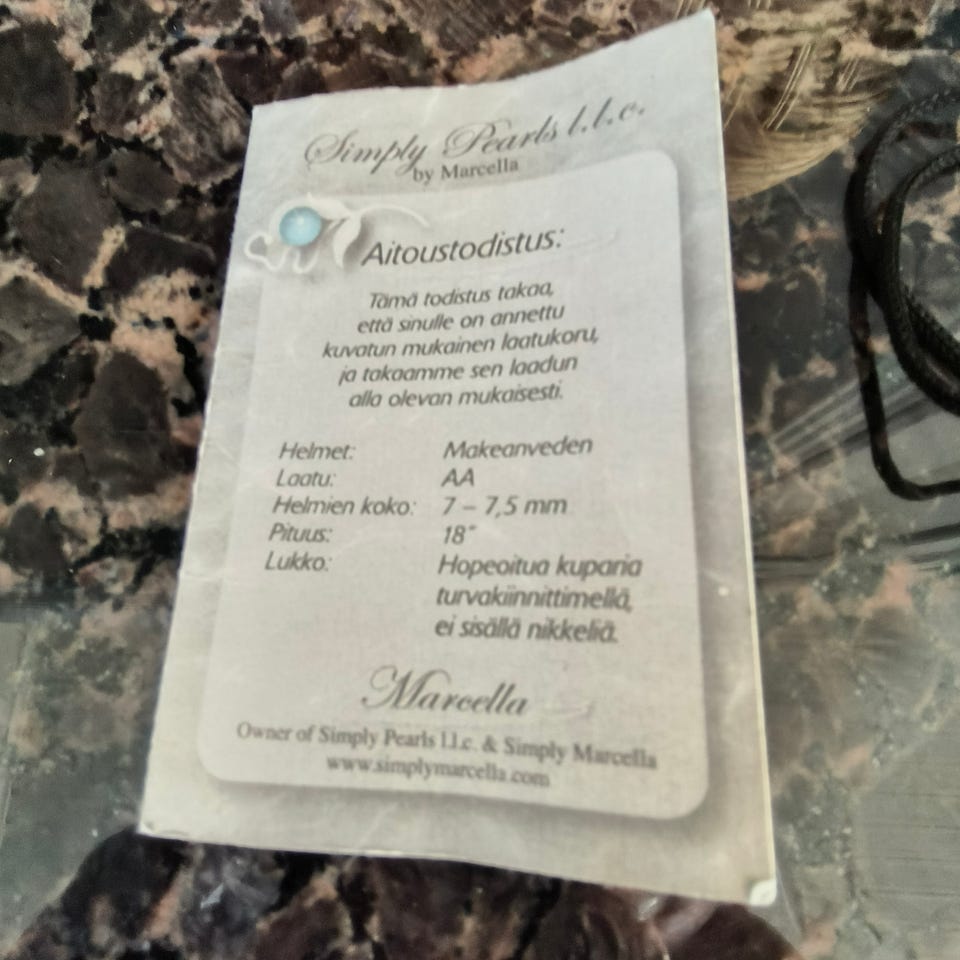 Simply Pearls l.l.c.
by Marcella
Aitoustodistus:
Tämä todistus takaa,
että sinulle on annettu
kuvatun mukainen laatukoru,
ja takaamme sen laadun
alla olevan mukaisesti.
Helmet: Makeanveden
Laatu: AA
Helmien koko: 7 – 7,5 mm
Pituus: 18"
Lukko: Hopeoitua kuparia
turvakiinnittimellä,
ei sisällä nikkeliä.
Marcella
Owner of Simply Pearls l.l.c. & Simply Marcella
www.simplymarcella.com